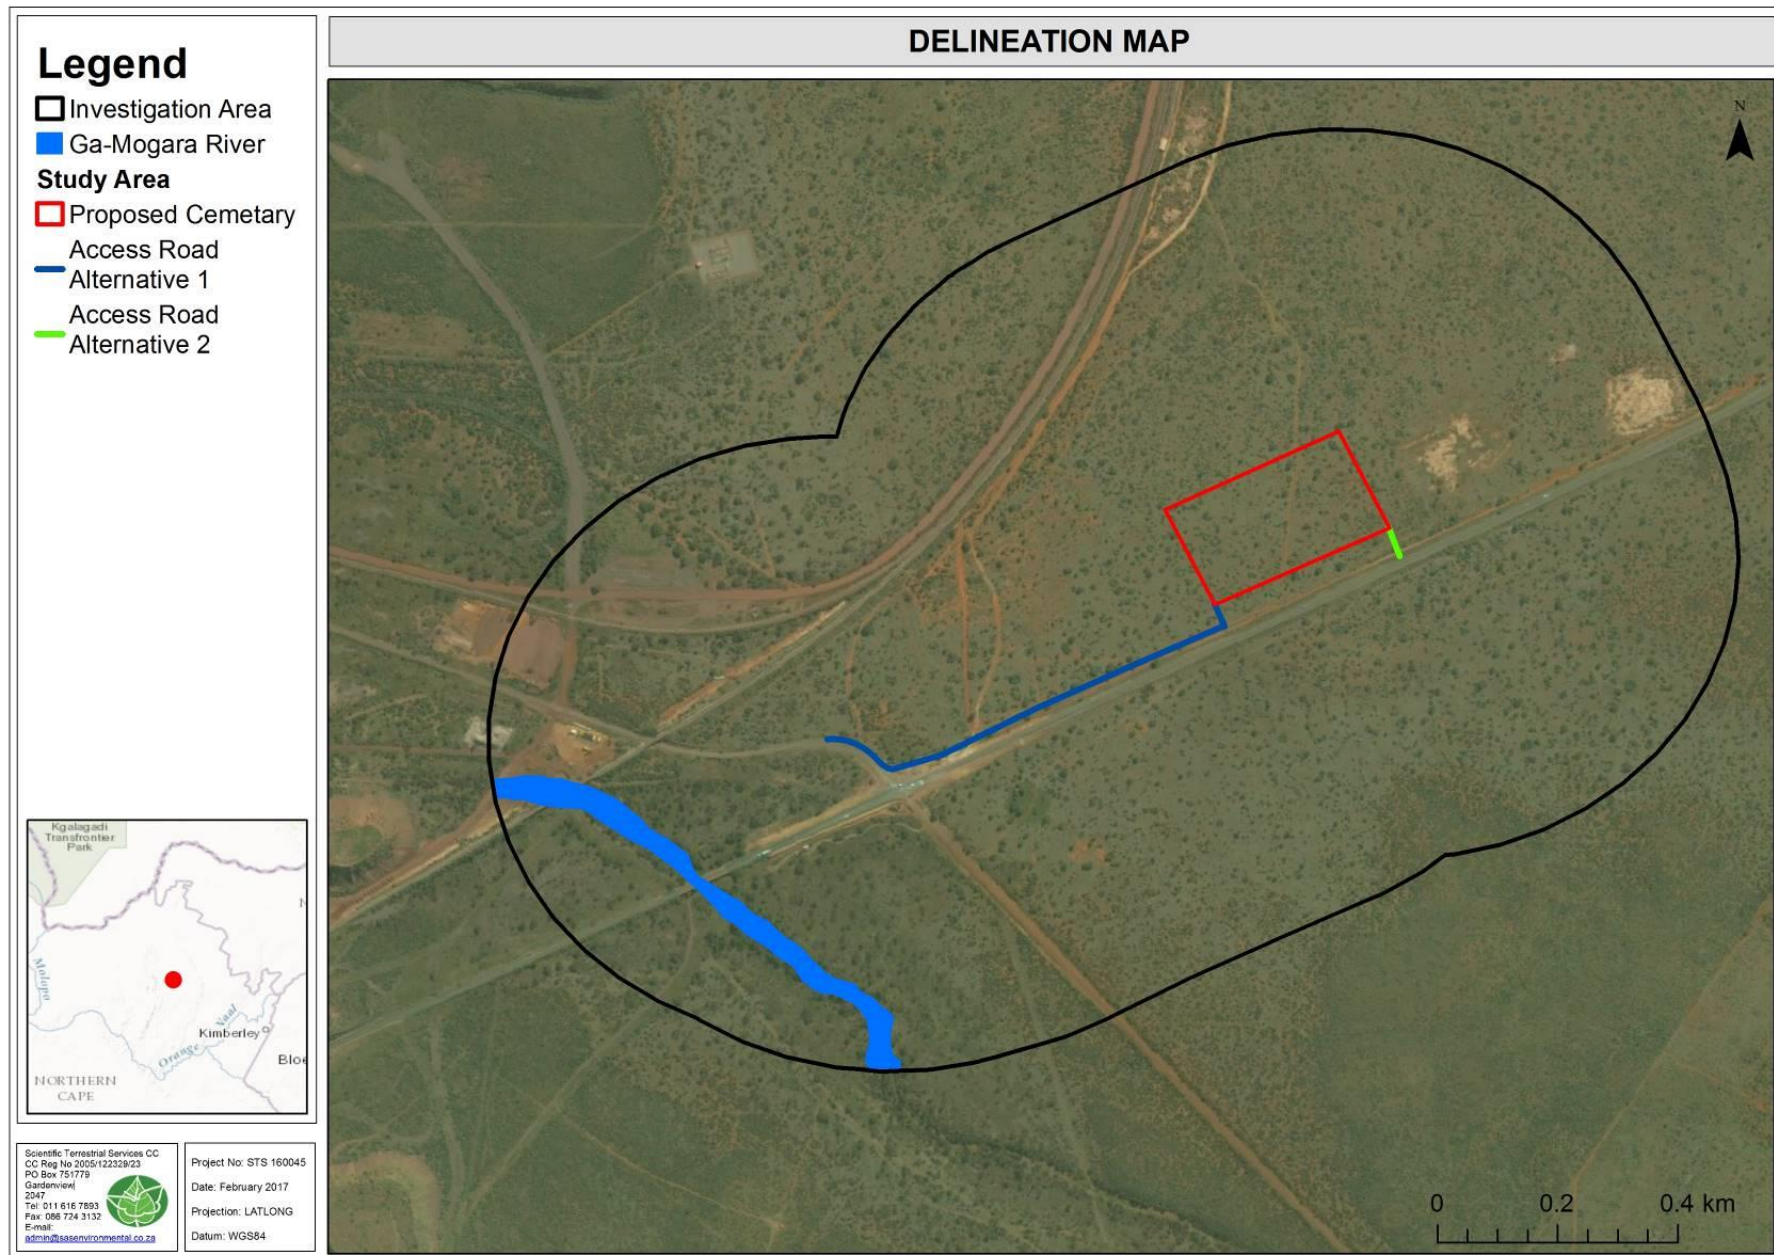 DELINEATION MAP
Legend
Investigation Area
Ga-Mogara River
Study Area
Proposed Cemetary
Access Road
Alternative 1
Access Road
Alternative 2
N
Kgalagadi
Transfrontier
Park
N
Molopo
Vaal
Kimberley
Orange
Bloe
NORTHERN
CAPE
Scientific Terrestrial Services CC
CC Reg No 2005/122329/23
PO Box 751779
Gardenview
2047
Tel: 011 616 7893
Fax: 086 724 3132
E-mail:
admin@sasenvironmental.co.za
Project No: STS 160045
Date: February 2017
Projection: LATLONG
Datum: WGS84
0 0.2 0.4 km